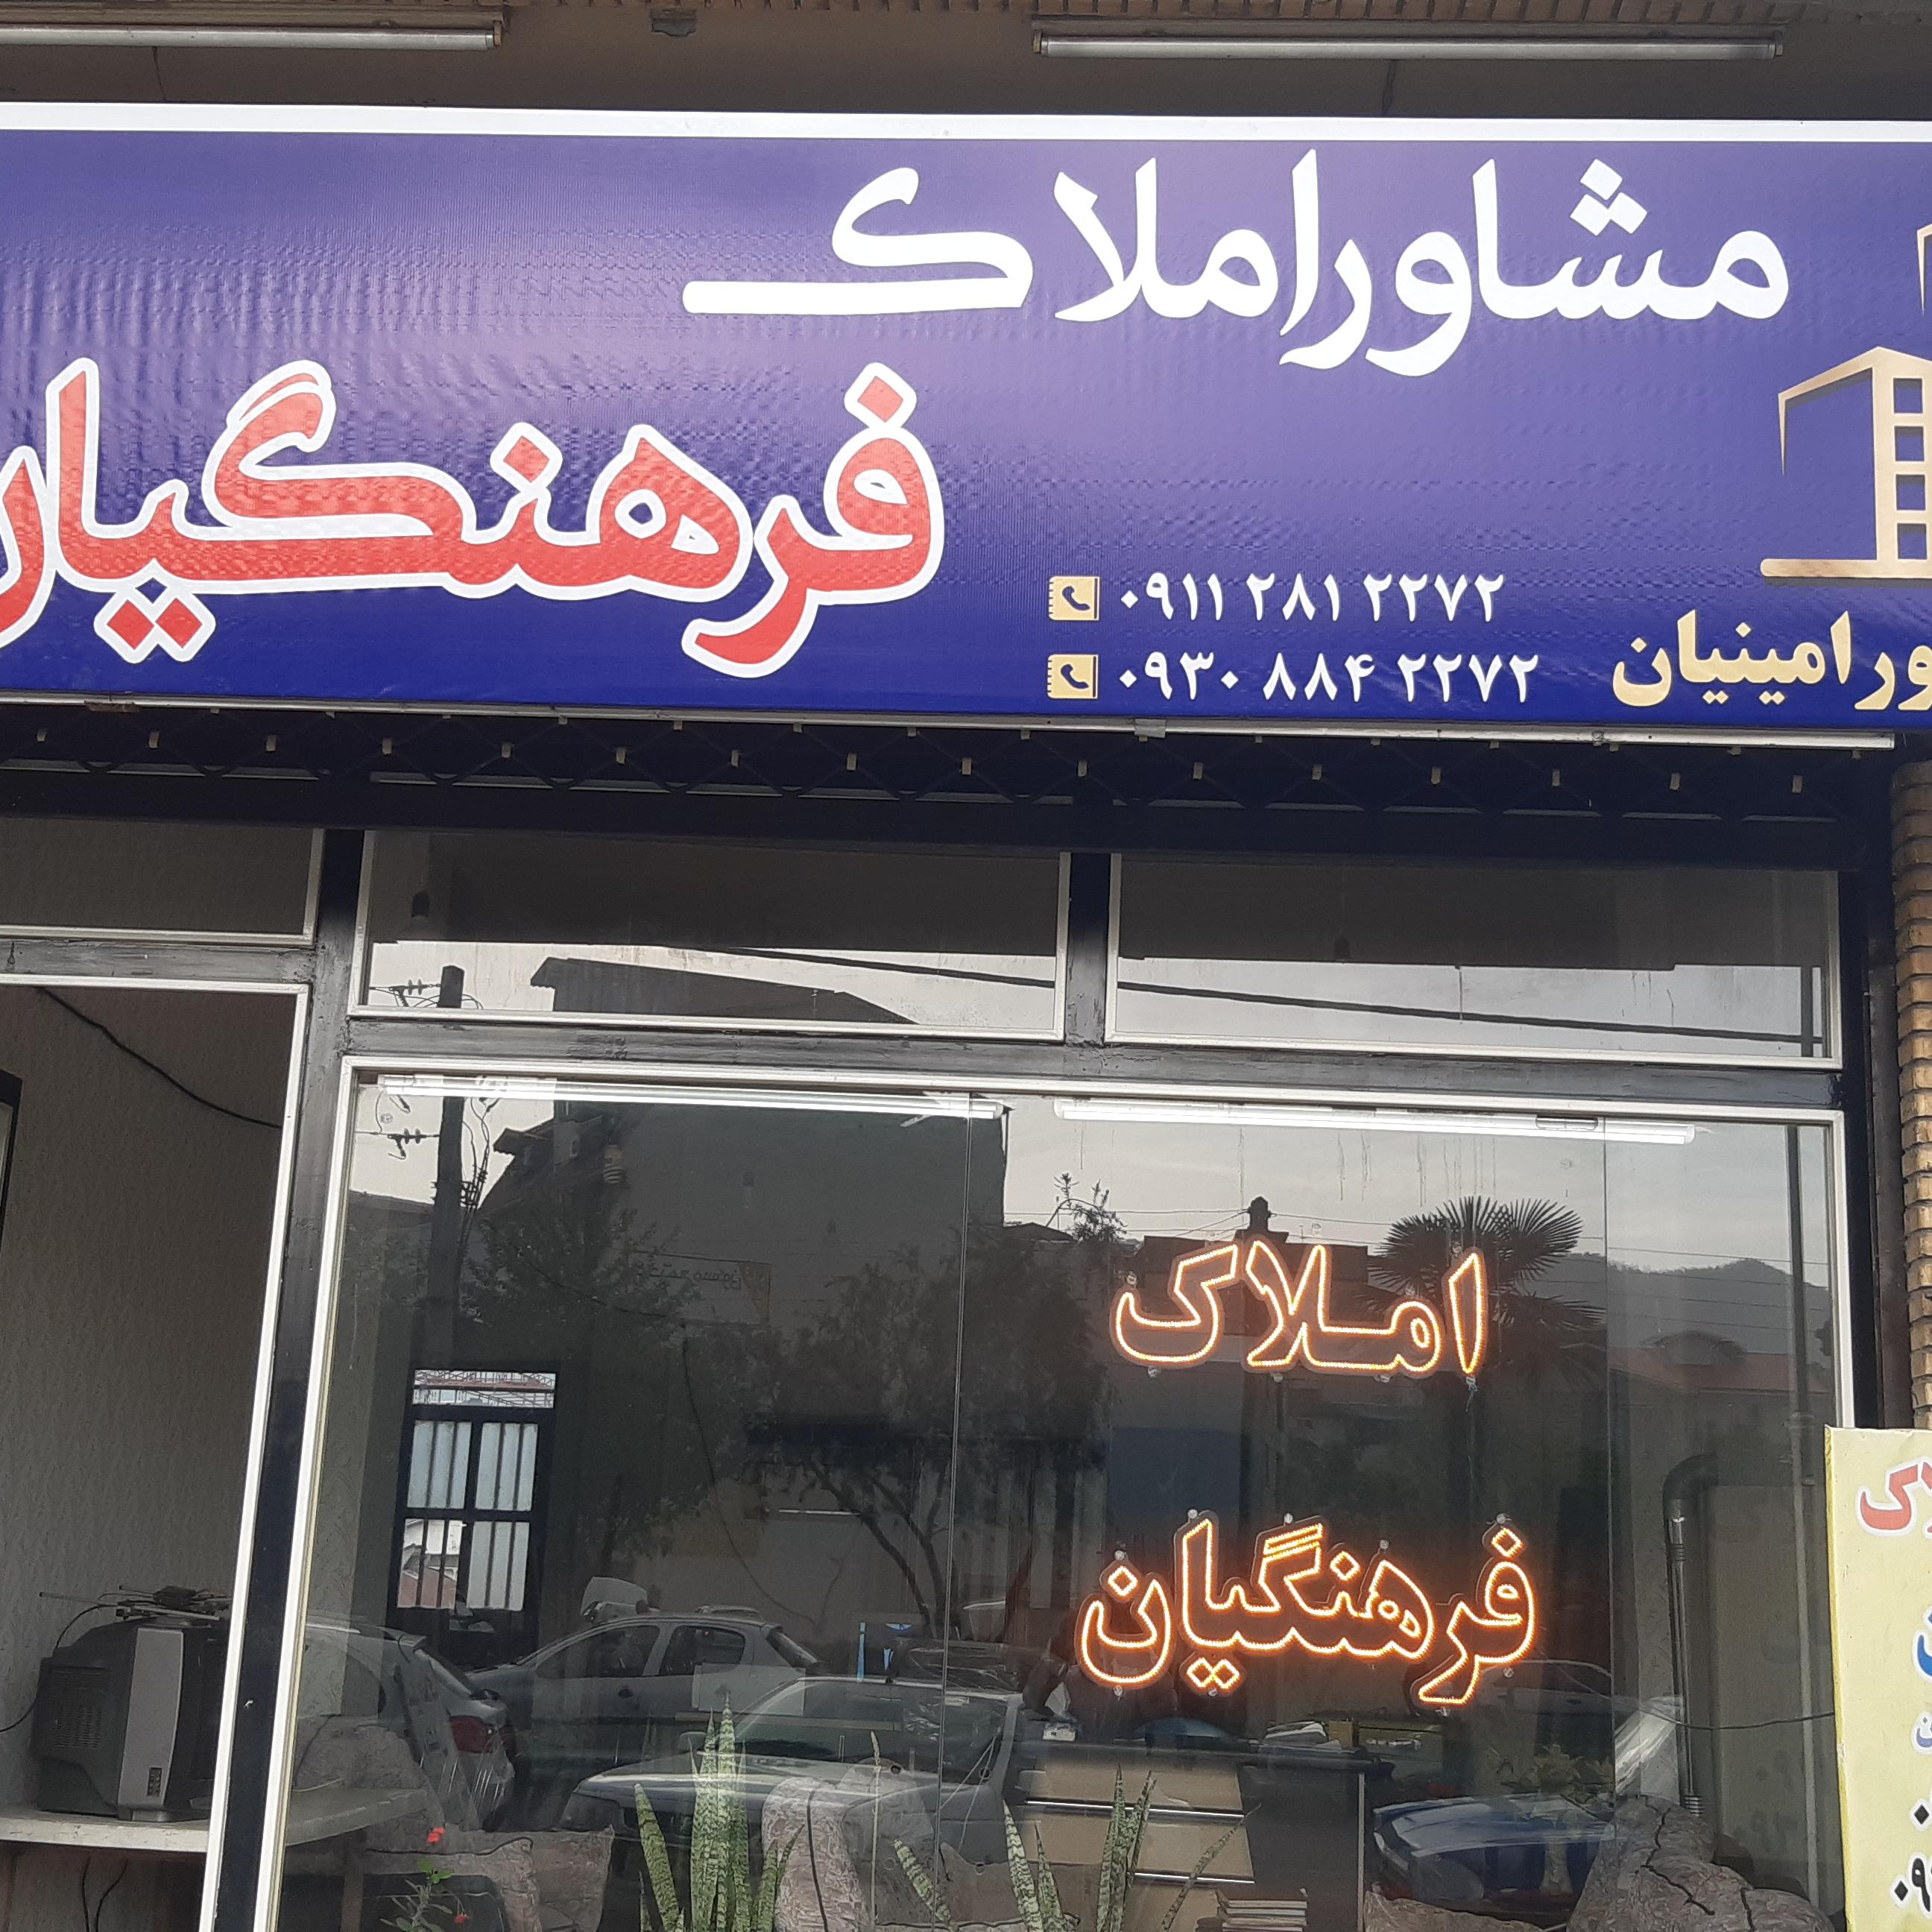 مشاور املاک
فرهنگیان
۰۹۱۱ ۲۸۱ ۲۲۷۲
۰۹۳۰ ۸۸۴ ۲۲۷۲
امینیان
املاک
فرهنگیان